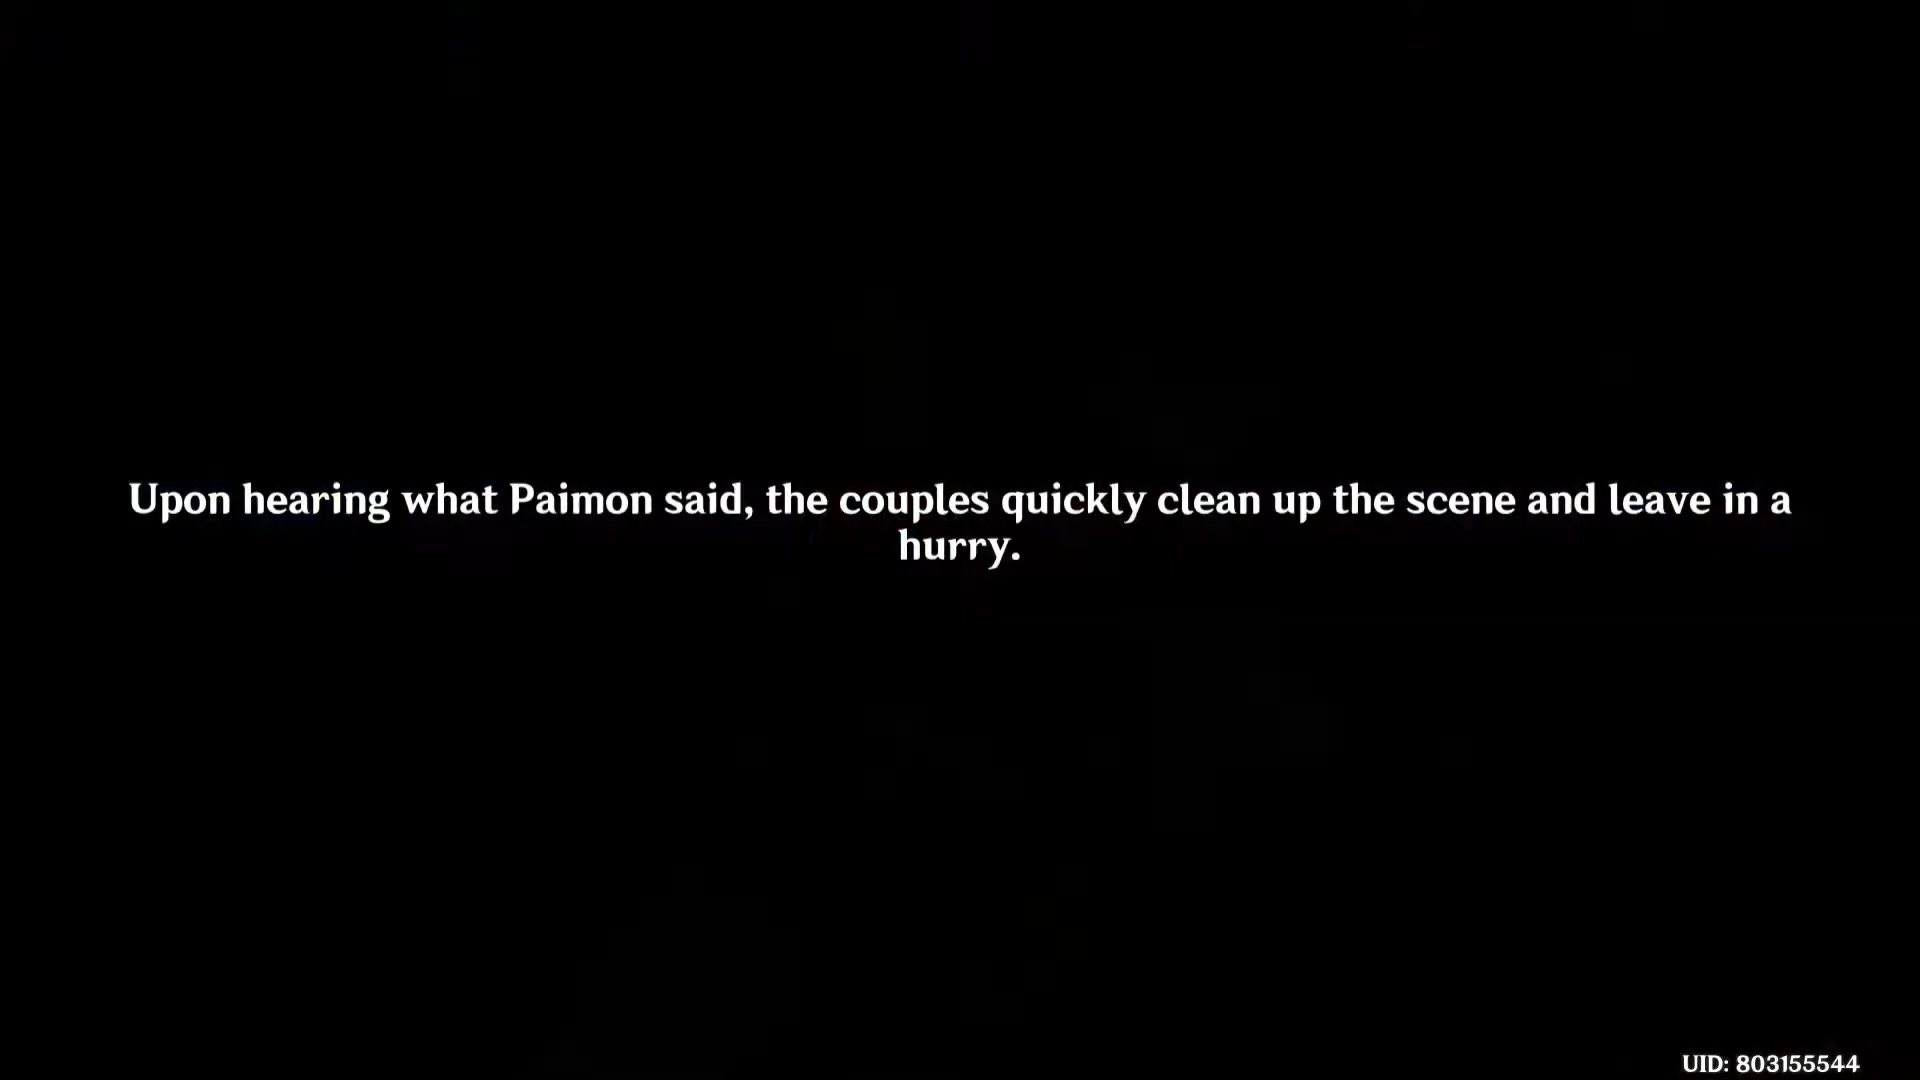 Upon hearing what Paimon said, the couples quickly clean up the scene and leave in a
hurry.
UID: 803155544